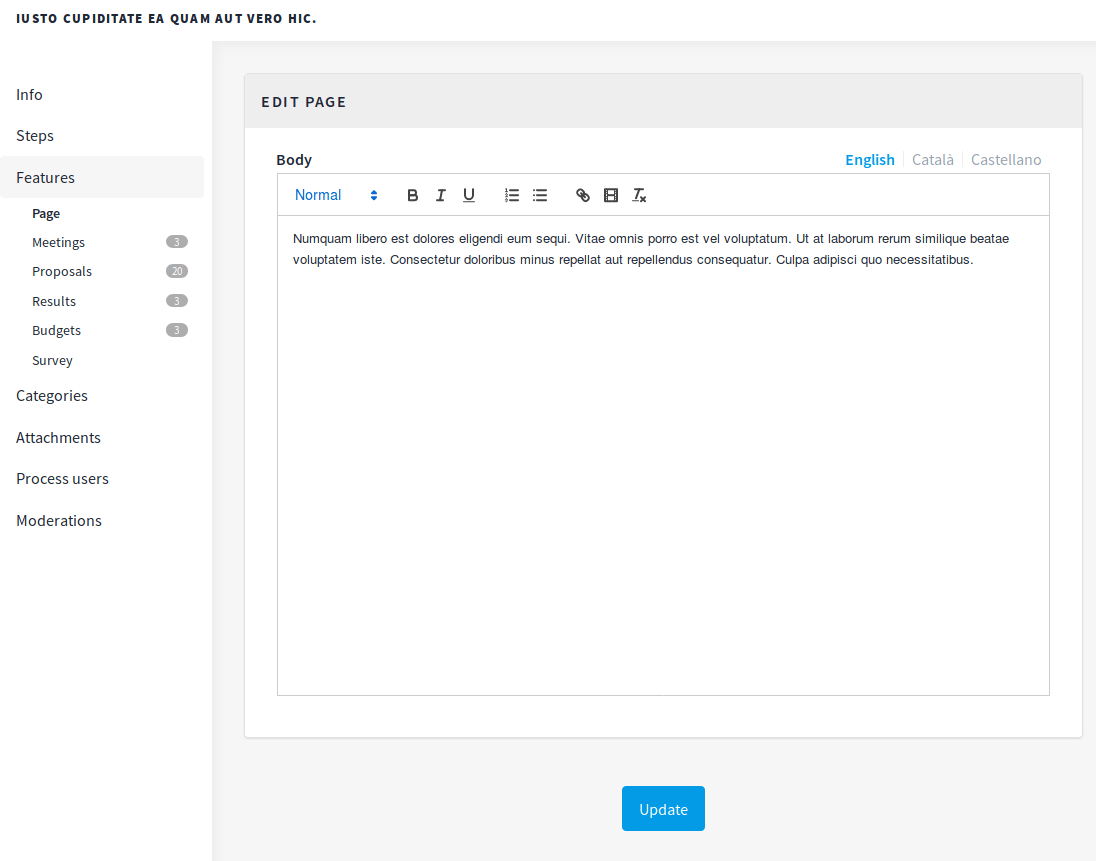 IUSTO CUPIDITATE EA QUAM AUT VERO HIC.
Info
Steps
Features
Page
Meetings 3
Proposals 20
Results 3
Budgets 3
Survey
Categories
Attachments
Process users
Moderations
EDIT PAGE
Body English Català Castellano
Normal B I U
Numquam libero est dolores eligendi eum sequi. Vitae omnis porro est vel voluptatum. Ut at laborum rerum similique beatae
voluptatem iste. Consectetur doloribus minus repellat aut repellendus consequatur. Culpa adipisci quo necessitatibus.
Update